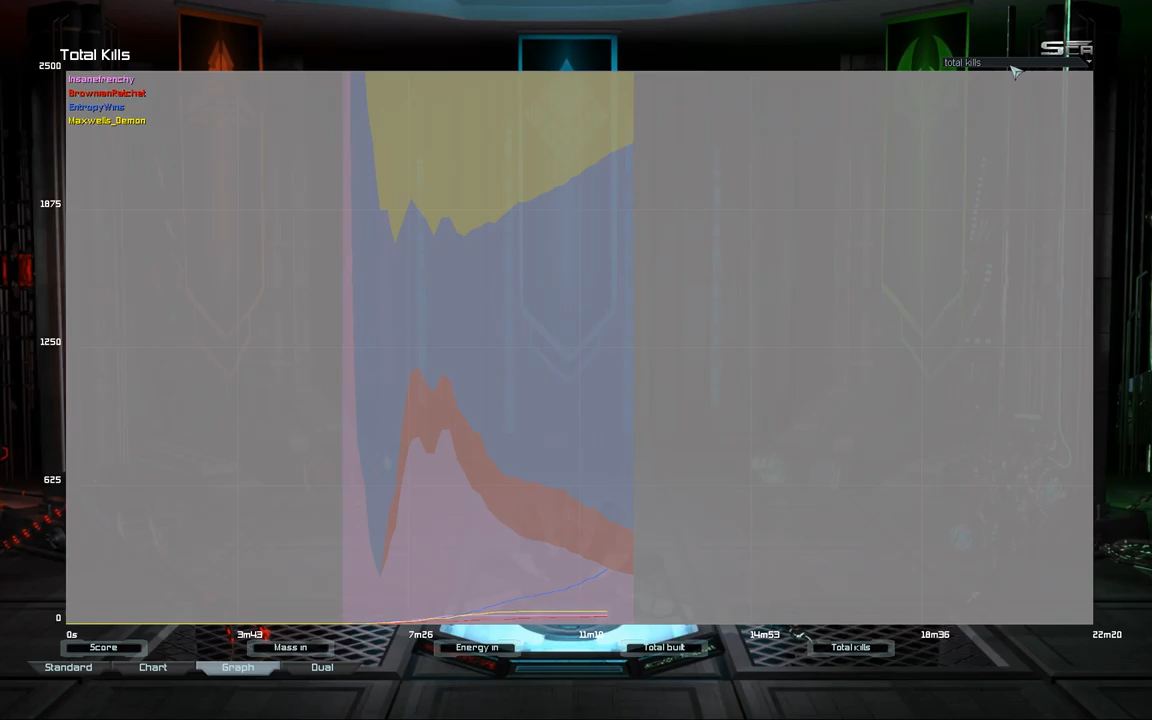 Total Kills
2500
total kills
Insanefrenchy
BrowmanRatchet
EntropyWins
Maxwells_Demon
1875
1250
625
0
0s 3m43 7m26 11m10 14m53 18m36 22m20
Score Mass in Energy in Total built Total kills
Standard Chart Graph Dual